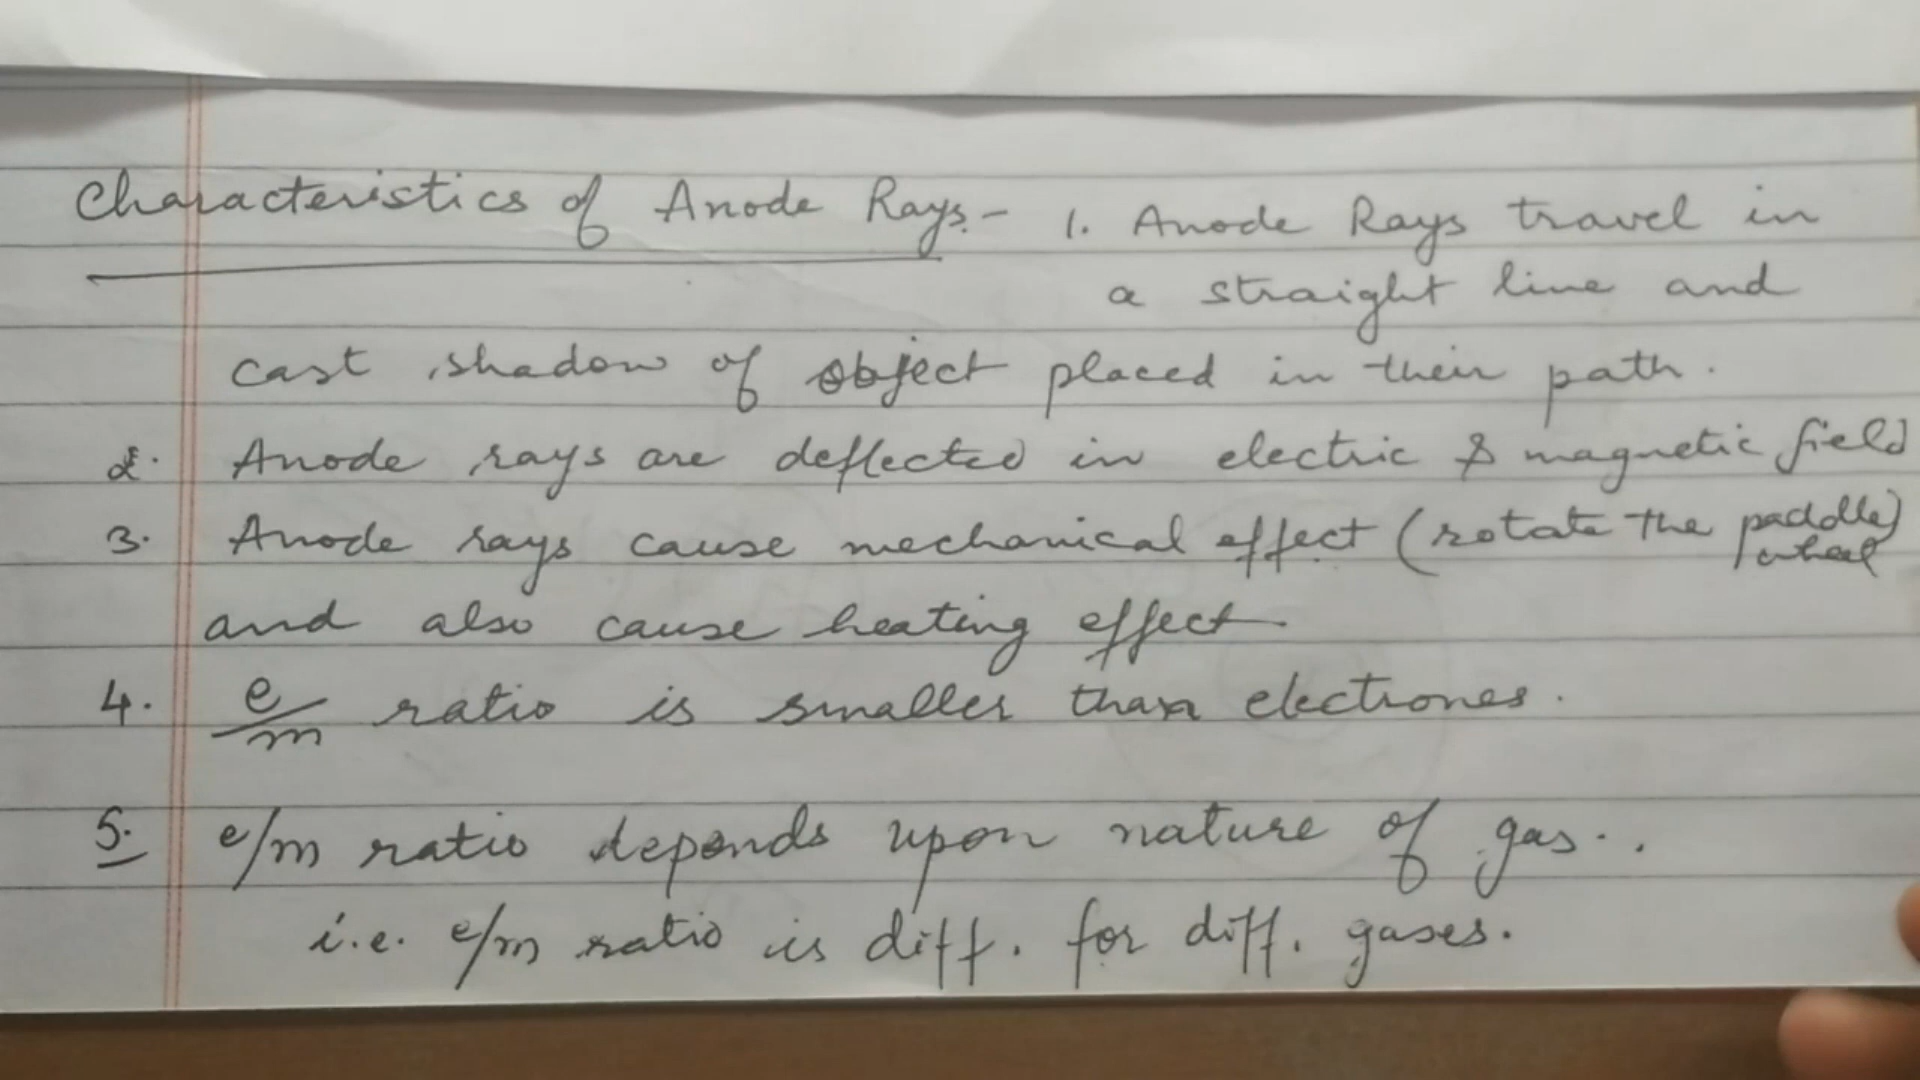 Characteristics of Anode Rays.- 1. Anode Rays travel in
a straight line and
cast shadow of object placed in their path.
2. Anode rays are deflected in electric & magnetic field
3. Anode rays cause mechanical effect (rotate the paddle wheel)
and also cause heating effect.
4. e/m ratio is smaller than electrones.
5. e/m ratio depends upon nature of gas..
i.e. e/m ratio is diff. for diff. gases.